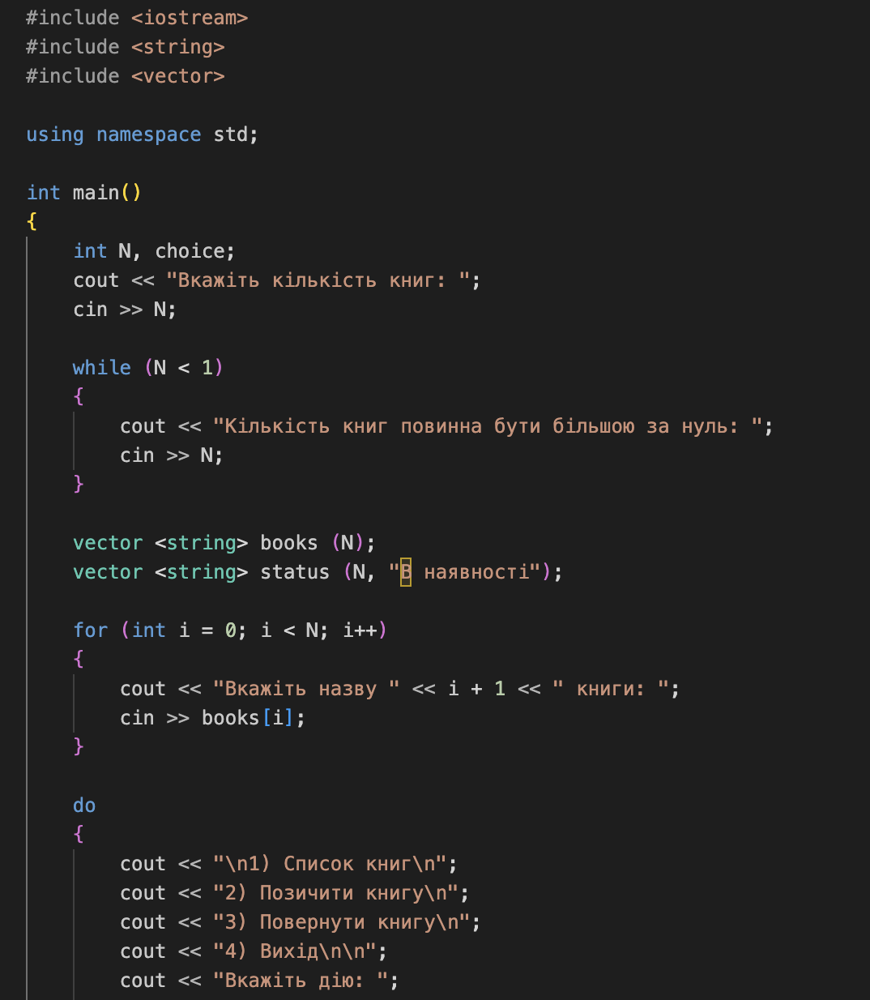 #include <iostream>
#include <string>
#include <vector>
using namespace std;
int main()
{
int N, choice;
cout << "Вкажіть кількість книг: ";
cin >> N;
while (N < 1)
{
cout << "Кількість книг повинна бути більшою за нуль: ";
cin >> N;
}
vector <string> books (N);
vector <string> status (N, "В наявності");
for (int i = 0; i < N; i++)
{
cout << "Вкажіть назву " << i + 1 << " книги: ";
cin >> books[i];
}
do
{
cout << "\n1) Список книг\n";
cout << "2) Позичити книгу\n";
cout << "3) Повернути книгу\n";
cout << "4) Вихід\n\n";
cout << "Вкажіть дію: ";